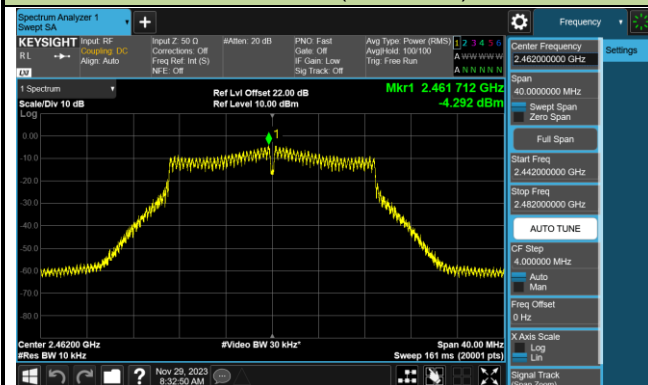 Spectrum Analyzer 1
Swept SA
+
Frequency
KEYSIGHT
Input: RF
Coupling: DC
Align: Auto
Input Z: 50 Ω
Corrections: Off
Freq Ref: Int (S)
NFE: Off
#Atten: 20 dB
PNO: Fast
Gate: Off
IF Gain: Low
Sig Track: Off
Avg Type: Power (RMS)
Avg|Hold: 100/100
Trig: Free Run
1 2 3 4 5 6
A W W W W W
A N N N N N
R L
LXI
Center Frequency
2.462000000 GHz
Settings
Span
40.0000000 MHz
Swept Span
Zero Span
Full Span
Start Freq
2.442000000 GHz
Stop Freq
2.482000000 GHz
AUTO TUNE
CF Step
4.000000 MHz
Auto
Man
Freq Offset
0 Hz
X Axis Scale
Log
Lin
Signal Track
(Span Zoom)
1 Spectrum
Scale/Div 10 dB
Log
Ref Lvl Offset 22.00 dB
Ref Level 10.00 dBm
Mkr1 2.461 712 GHz
-4.292 dBm
1
0.00
-10.0
-20.0
-30.0
-40.0
-50.0
-60.0
-70.0
-80.0
Center 2.46200 GHz
#Res BW 10 kHz
#Video BW 30 kHz*
Span 40.00 MHz
Sweep 161 ms (20001 pts)
?
Nov 29, 2023
8:32:50 AM